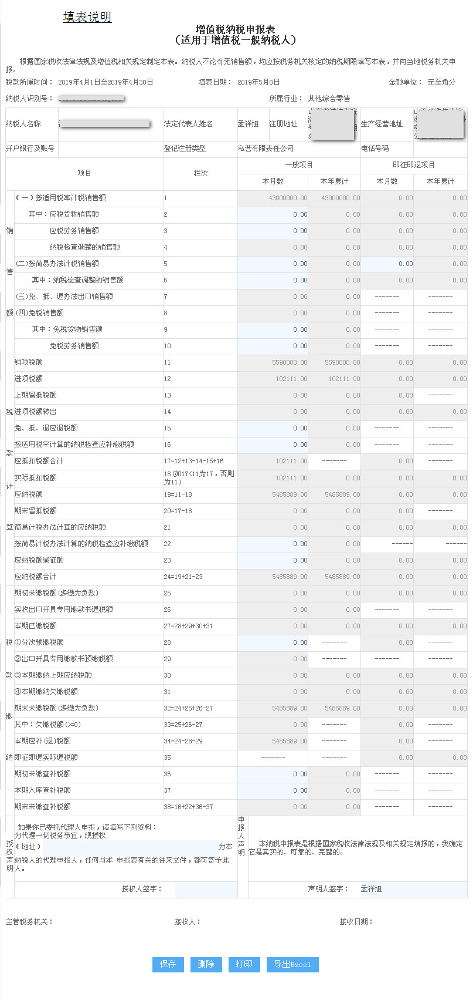 填表说明
增值税纳税申报表
（适用于增值税一般纳税人）
根据国家税收法律法规及增值税相关规定制定本表。纳税人不论有无销售额，均应按税务机关核定的纳税期限填写本表，并向当地税务机关申
报。
税款所属时间： 2019年4月1日至2019年4月30日 填表日期： 2019年5月8日 金额单位： 元至角分
纳税人识别号： 所属行业： 其他综合零售
纳税人名称 法定代表人姓名 孟祥旭 注册地址 生产经营地址
开户银行及账号 登记注册类型 私营有限责任公司 电话号码
项目 栏次 一般项目 即征即退项目
本月数 本年累计 本月数 本年累计
销售额
(一)按适用税率计税销售额 1 43000000.00 43000000.00 0.00 0.00
其中:应税货物销售额 2 0.00 0.00 0.00 0.00
应税劳务销售额 3 0.00 0.00 0.00 0.00
纳税检查调整的销售额 4 0.00 0.00 0.00 0.00
(二)按简易办法计税销售额 5 0.00 0.00 0.00 0.00
其中:纳税检查调整的销售额 6 0.00 0.00 0.00 0.00
(三)免、抵、退办法出口销售额 7 0.00 0.00 ------- -------
(四)免税销售额 8 0.00 0.00 ------- -------
其中:免税货物销售额 9 0.00 0.00 ------- -------
免税劳务销售额 10 0.00 0.00 ------- -------
税款计算
销项税额 11 5590000.00 5590000.00 0.00 0.00
进项税额 12 102111.00 102111.00 0.00 0.00
上期留抵税额 13 0.00 0.00 0.00 -------
进项税额转出 14 0.00 0.00 0.00 0.00
免、抵、退应退税额 15 0.00 0.00 ------- -------
按适用税率计算的纳税检查应补缴税额 16 0.00 0.00 ------- -------
应抵扣税额合计 17=12+13-14-15+16 102111.00 ------- 0.00 -------
实际抵扣税额 18(如17<11为17，否则为11) 102111.00 0.00 0.00 0.00
应纳税额 19=11-18 5485889.00 5485889.00 0.00 0.00
期末留抵税额 20=17-18 0.00 0.00 0.00 -------
简易计税办法计算的应纳税额 21 0.00 0.00 0.00 0.00
按简易计税办法计算的纳税检查应补缴税额 22 0.00 0.00 ------ ------
应纳税额减征额 23 0.00 0.00 0.00 0.00
应纳税额合计 24=19+21-23 5485889.00 5485889.00 0.00 0.00
税款缴纳
期初未缴税额(多缴为负数) 25 0.00 0.00 0.00 0.00
实收出口开具专用缴款书退税额 26 0.00 0.00 ------- -------
本期已缴税额 27=28+29+30+31 0.00 0.00 0.00 0.00
①分次预缴税额 28 0.00 ------- 0.00 -------
②出口开具专用缴款书预缴税额 29 0.00 ------- ------- -------
③本期缴纳上期应纳税额 30 0.00 0.00 0.00 0.00
④本期缴纳欠缴税额 31 0.00 0.00 0.00 0.00
期末未缴税额(多缴为负数) 32=24+25+26-27 5485889.00 5485889.00 0.00 0.00
其中:欠缴税额(>=0) 33=25+26-27 0.00 ------- 0.00 -------
本期应补(退)税额 34=24-28-29 5485889.00 ------- 0.00 -------
即征即退实际退税额 35 ------- ------- 0.00 0.00
期初未缴查补税额 36 0.00 0.00 ------- -------
本期入库查补税额 37 0.00 0.00 ------- -------
期末未缴查补税额 38=16+22+36-37 0.00 0.00 ------- -------
授权声明
如果你已委托代理人申报，请填写下列资料：
为代理一切税务事宜，现授权
(地址) 为本
纳税人的代理申报人，任何与本 申报表有关的往来文件，都可寄予此
人。
授权人签字：
申报人声明
本纳税申报表是根据国家税收法律法规及相关规定填报的，我确定
它是真实的、可靠的、完整的。
声明人签字： 孟祥旭
主管税务机关： 接收人： 接收日期：
保存 删除 打印 导出Excel